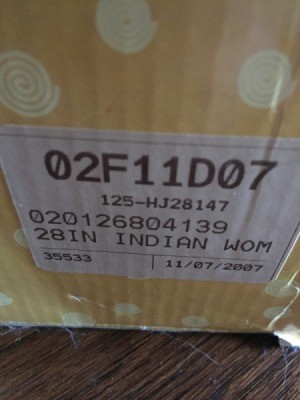 02F11D07
125-HJ28147
020126804139
28IN INDIAN WOM
35533 11/07/2007